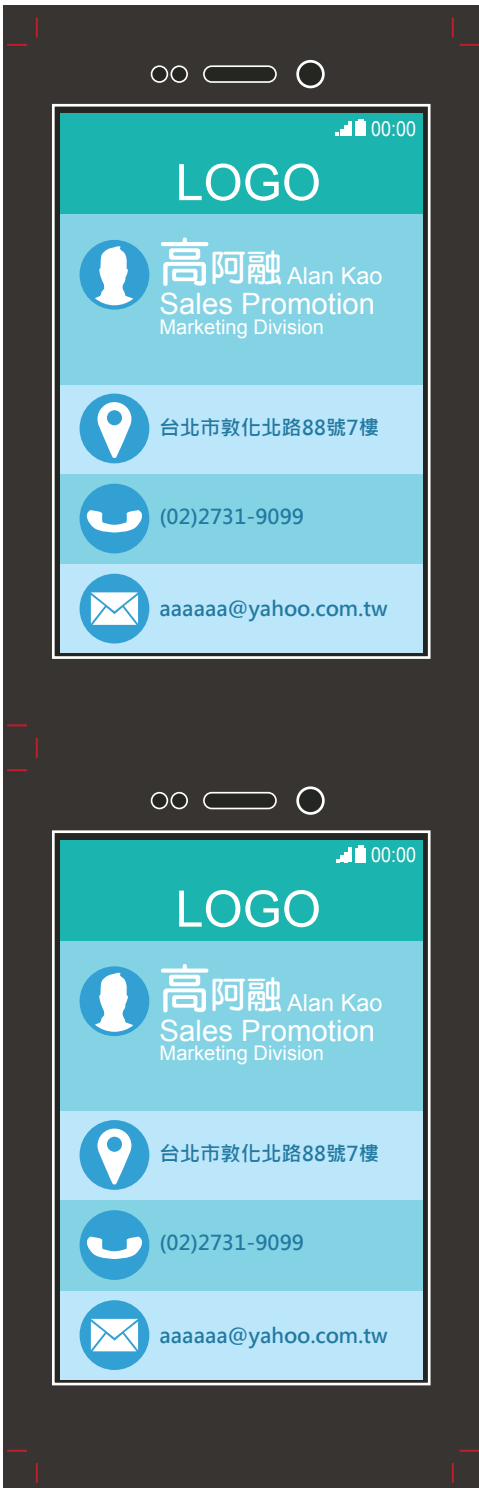 00:00
LOGO
高阿融 Alan Kao
Sales Promotion
Marketing Division
台北市敦化北路88號7樓
(02)2731-9099
aaaaaa@yahoo.com.tw
00:00
LOGO
高阿融 Alan Kao
Sales Promotion
Marketing Division
台北市敦化北路88號7樓
(02)2731-9099
aaaaaa@yahoo.com.tw